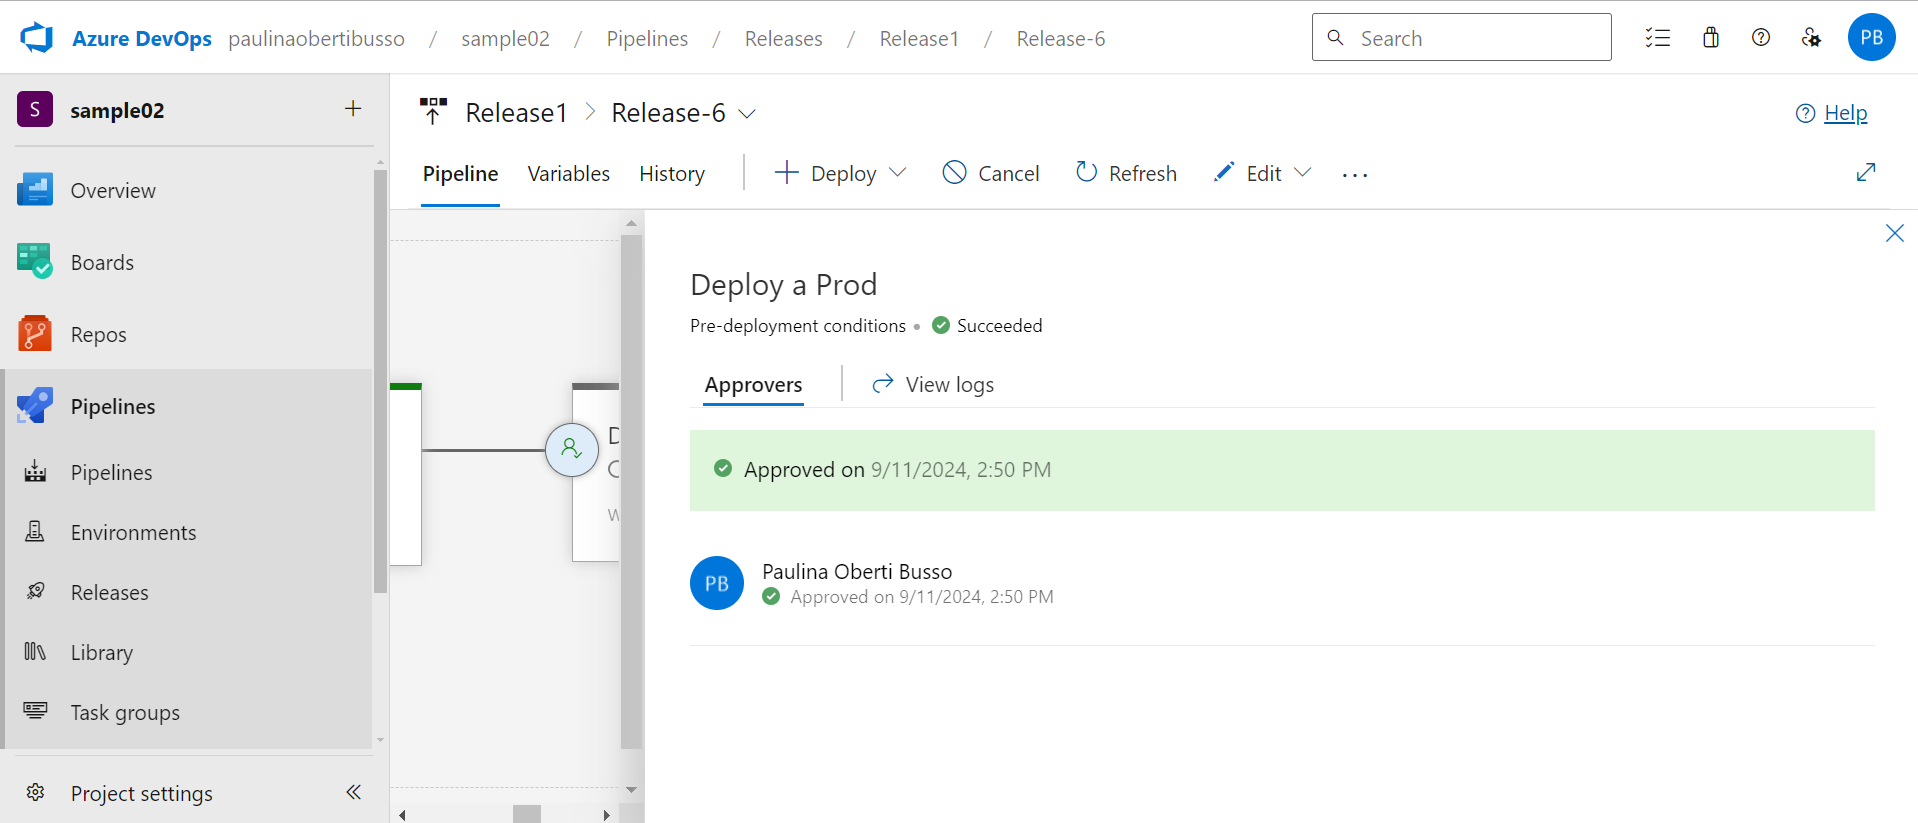 Azure DevOps paulinaobertibusso / sample02 / Pipelines / Releases / Release1 / Release-6
Search
PB
S sample02
Overview
Boards
Repos
Pipelines
Pipelines
Environments
Releases
Library
Task groups
Project settings
Release1 > Release-6
Help
Pipeline Variables History Deploy Cancel Refresh Edit ...
Deploy a Prod
Pre-deployment conditions • Succeeded
Approvers View logs
Approved on 9/11/2024, 2:50 PM
PB
Paulina Oberti Busso
Approved on 9/11/2024, 2:50 PM